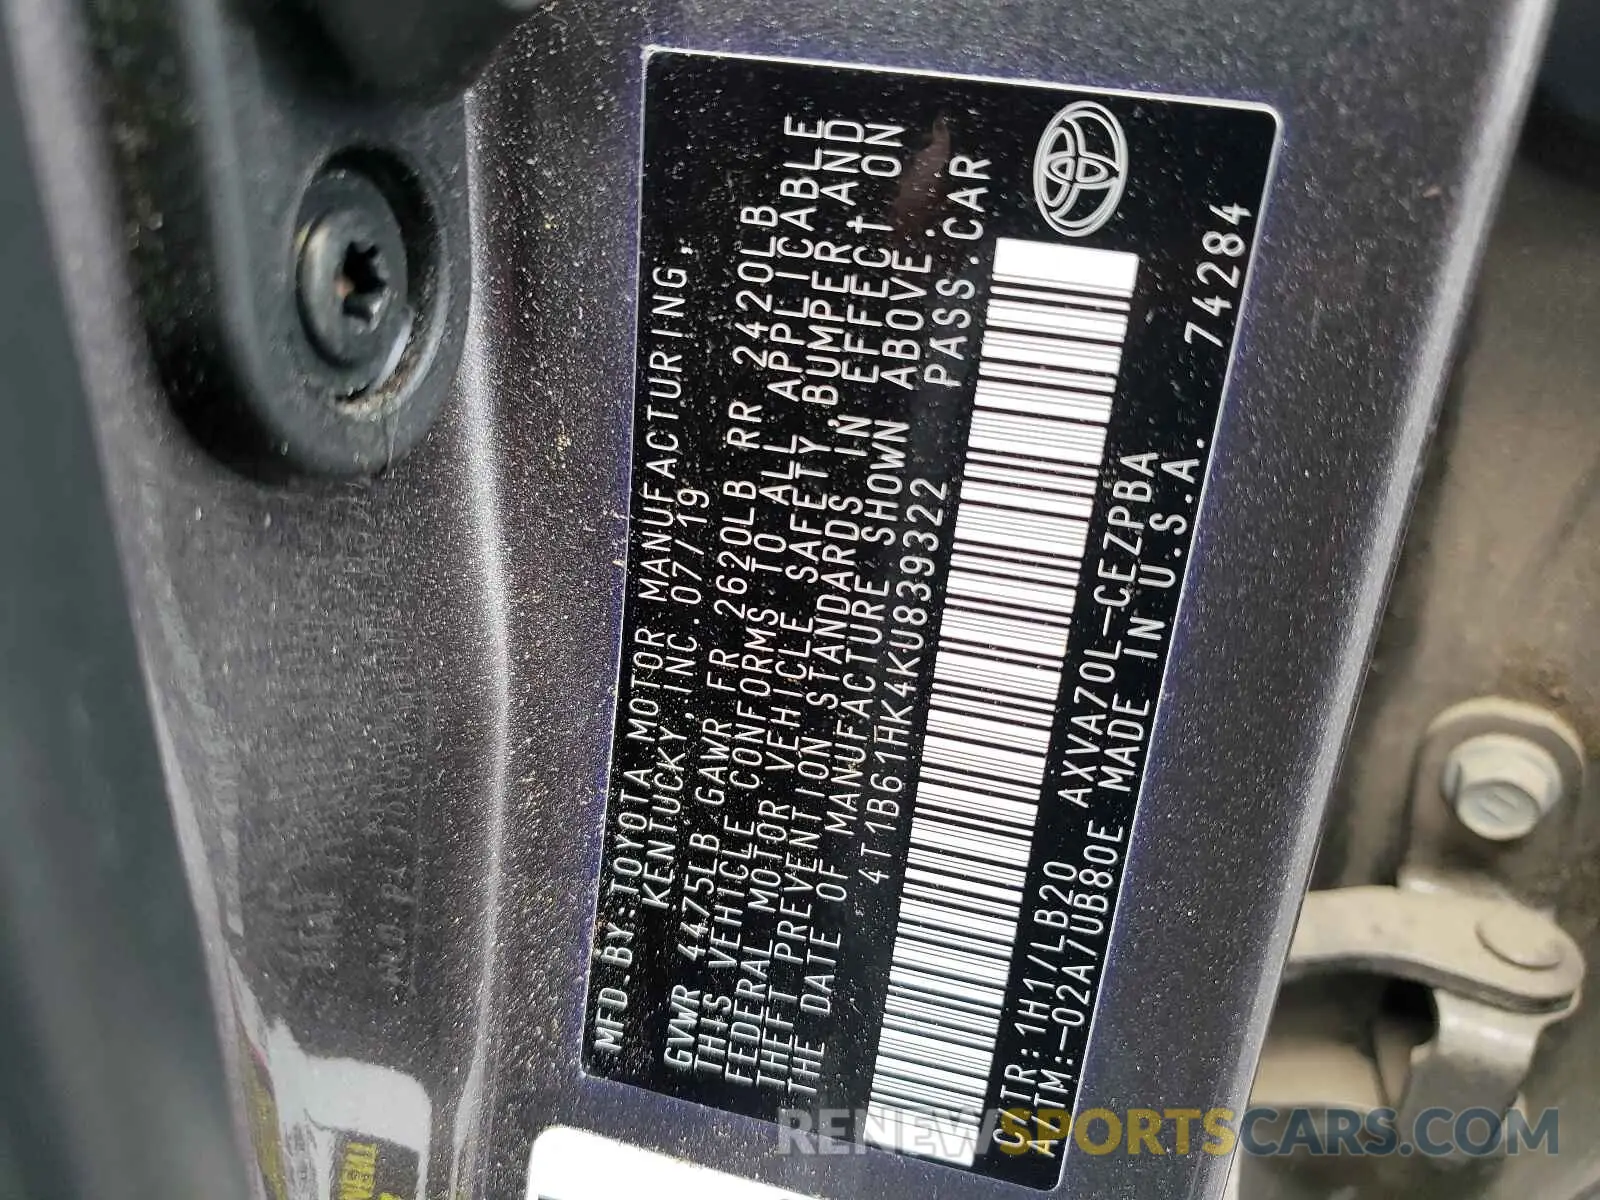 MFD.BY:TOYOTA MOTOR MANUFACTURING,
KENTUCKY,INC.07/19
GVWR 4475LB GAWR FR 2620LB RR 2420LB
THIS VEHICLE CONFORMS TO ALL APPLICABLE
FEDERAL MOTOR VEHICLE SAFETY,BUMPER,AND
THEFT PREVENTION STANDARDS IN EFFECT ON
THE DATE OF MANUFACTURE SHOWN ABOVE.
4T1B61HK4KU839322 PASS.CAR
C/TR:1H1/LB20 AXVA70L-CEZPBA
A/TM:-02A7UB80E MADE IN U.S.A. 74284
RENEWSPORTSCARS.COM